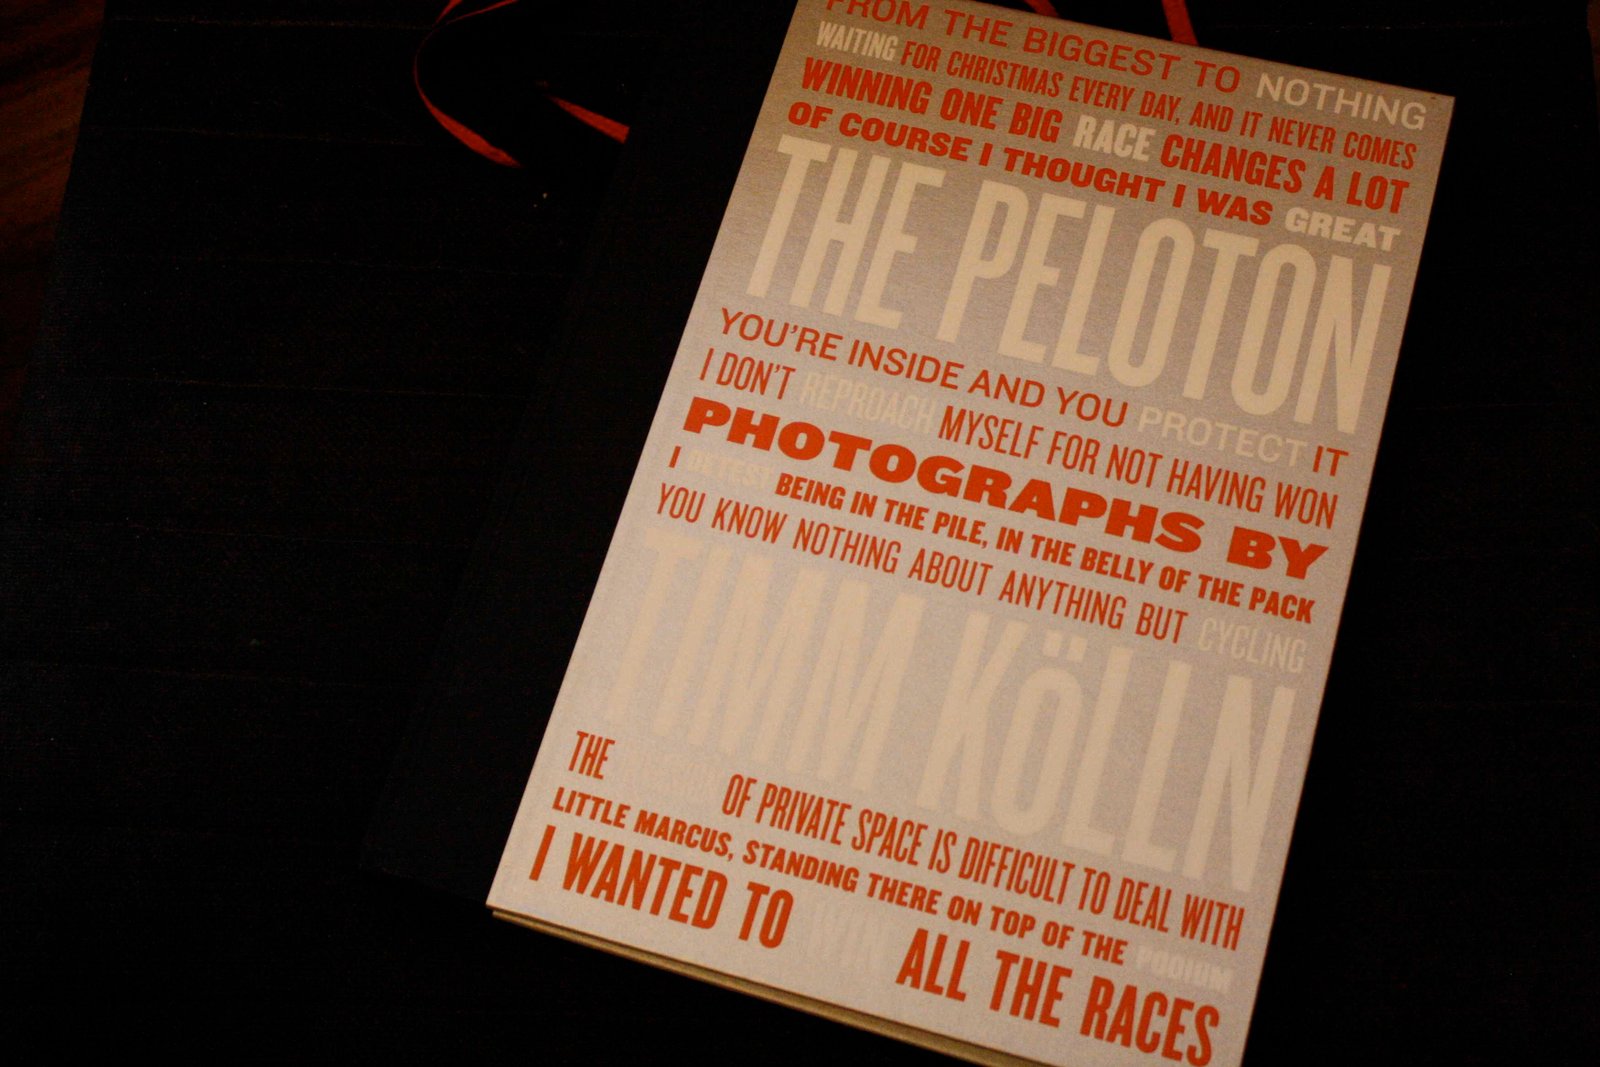 FROM THE BIGGEST TO NOTHING
WAITING FOR CHRISTMAS EVERY DAY, AND IT NEVER COMES
WINNING ONE BIG RACE CHANGES A LOT
OF COURSE I THOUGHT I WAS GREAT
THE PELOTON
YOU'RE INSIDE AND YOU PROTECT IT
I DON'T REPROACH MYSELF FOR NOT HAVING WON
PHOTOGRAPHS BY
I DETEST BEING IN THE PILE, IN THE BELLY OF THE PACK
YOU KNOW NOTHING ABOUT ANYTHING BUT CYCLING
TIMM KÖLLN
THE OF PRIVATE SPACE IS DIFFICULT TO DEAL WITH
LITTLE MARCUS, STANDING THERE ON TOP OF THE PODIUM
I WANTED TO WIN ALL THE RACES